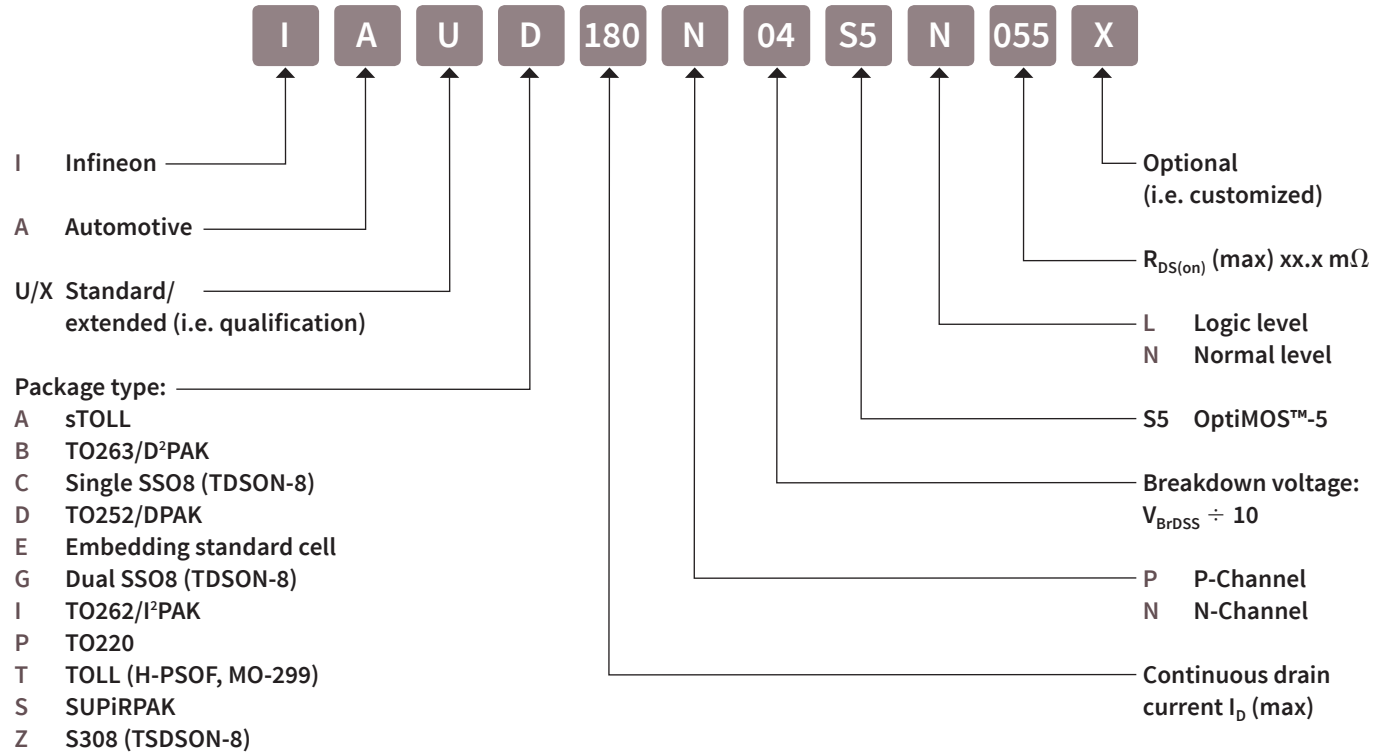 I A U D 180 N 04 S5 N 055 X
I Infineon
A Automotive
U/X Standard/
extended (i.e. qualification)
Package type:
A sTOLL
B TO263/D²PAK
C Single SSO8 (TDSON-8)
D TO252/DPAK
E Embedding standard cell
G Dual SSO8 (TDSON-8)
I TO262/I²PAK
P TO220
T TOLL (H-PSOF, MO-299)
S SUPiRPAK
Z S308 (TSDSON-8)
Optional
(i.e. customized)
R_DS(on) (max) xx.x mΩ
L Logic level
N Normal level
S5 OptiMOS™-5
Breakdown voltage:
V_BrDSS ÷ 10
P P-Channel
N N-Channel
Continuous drain
current I_D (max)